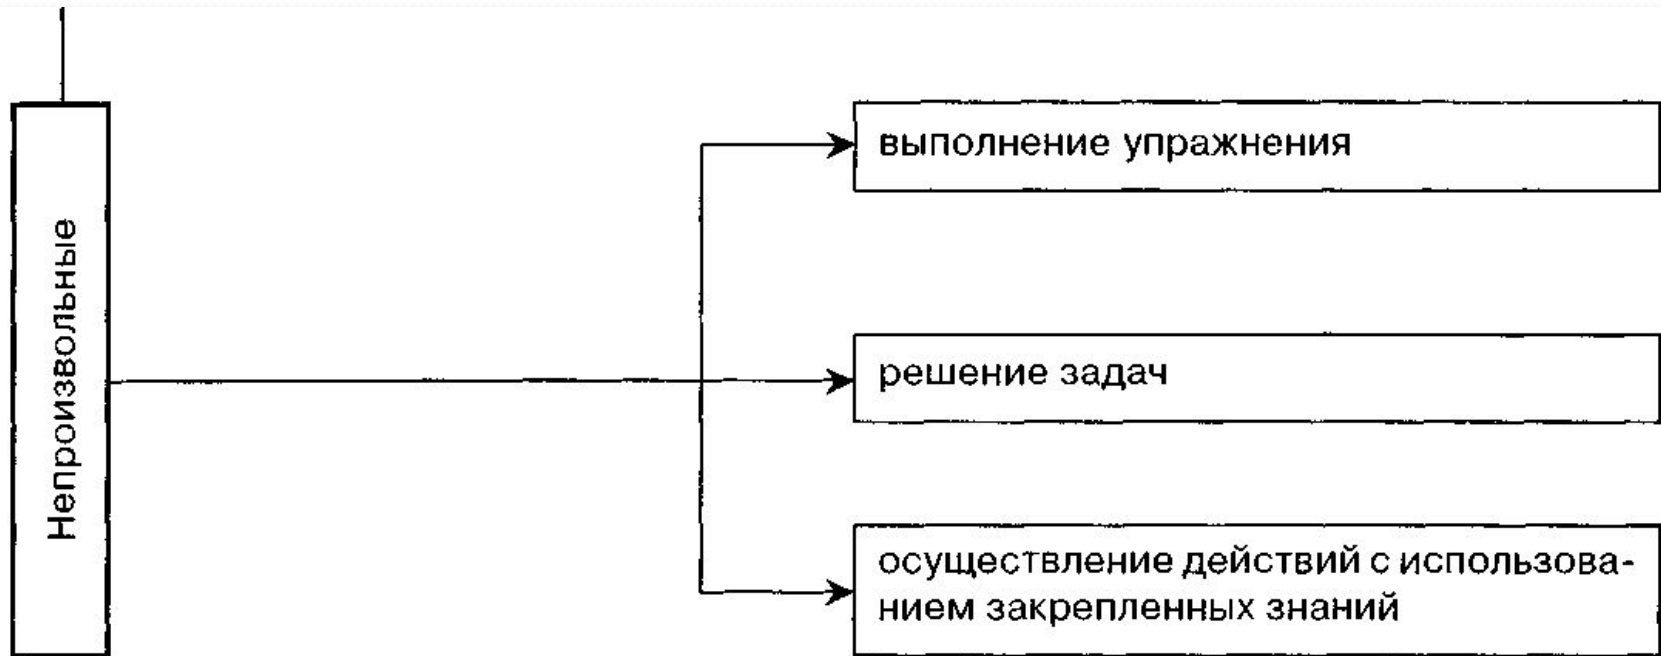 Непроизвольные
выполнение упражнения
решение задач
осуществление действий с использова-
нием закрепленных знаний